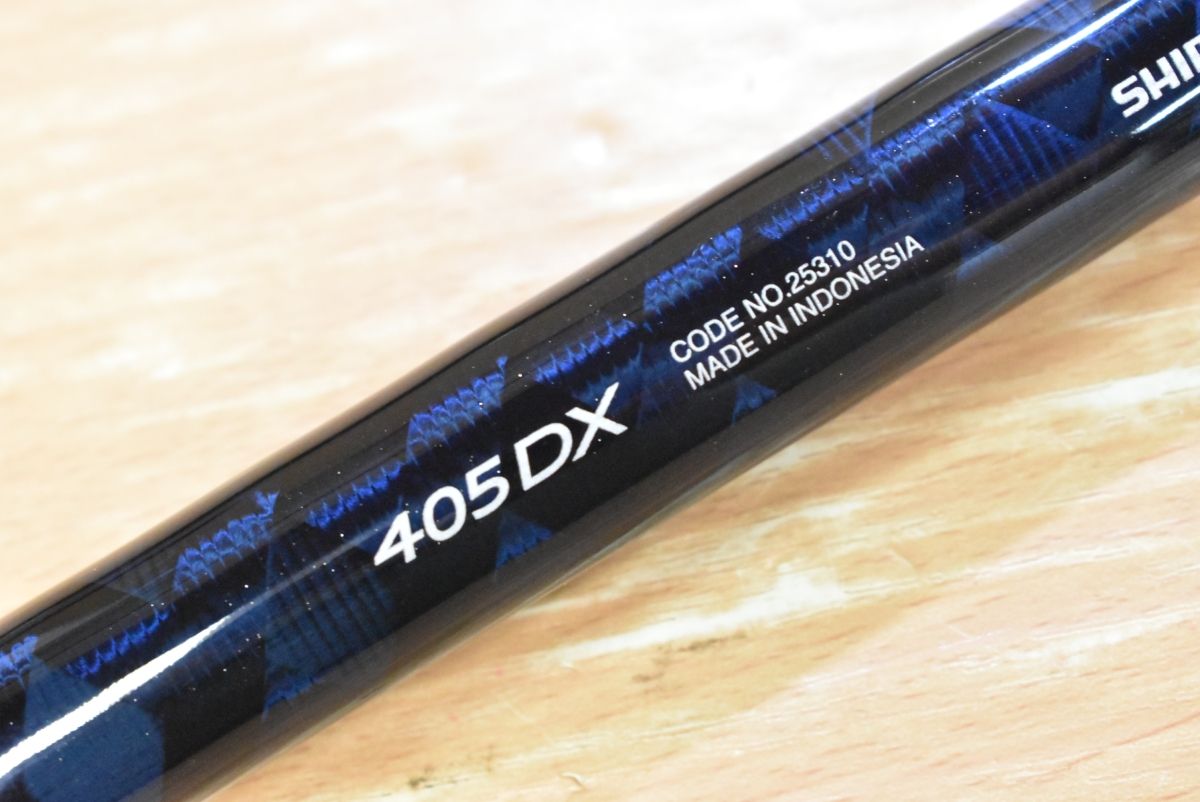 405DX
CODE NO.25310
MADE IN INDONESIA